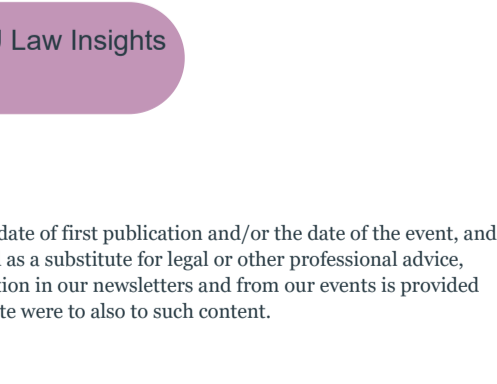 Law Insights
date of first publication and/or the date of the event, and
as a substitute for legal or other professional advice,
tion in our newsletters and from our events is provided
te were to also to such content.